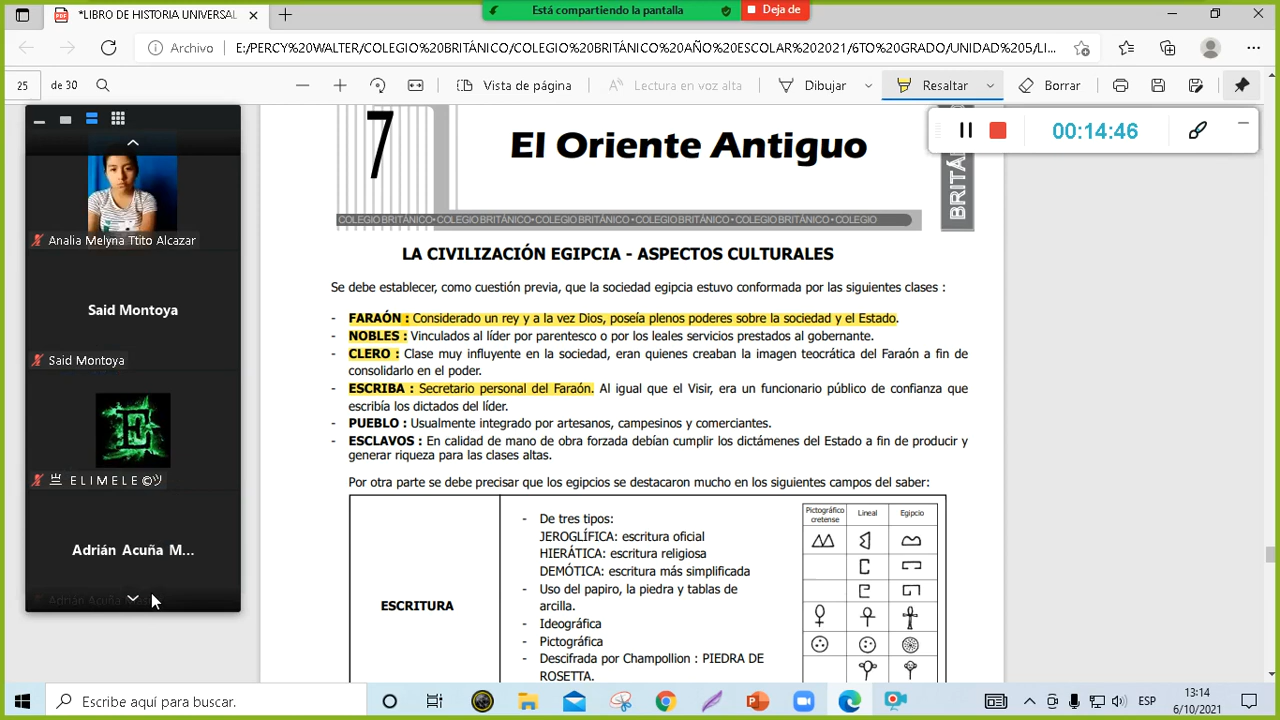 *LIBRO DE HISTORIA UNIVERSAL
Está compartiendo la pantalla
Deja de
Archivo
E:/PERCY%20WALTER/COLEGIO%20BRITÁNICO/COLEGIO%20BRITÁNICO%20AÑO%20ESCOLAR%202021/6TO%20GRADO/UNIDAD%205/LI...
25
de 30
Vista de página
Lectura en voz alta
Dibujar
Resaltar
Borrar
00:14:46
7
El Oriente Antiguo
BRITÁ
COLEGIO BRITÁNICO• COLEGIO BRITÁNICO• COLEGIO BRITÁNICO • COLEGIO BRITÁNICO• COLEGIO BRITÁNICO• COLEGIO
LA CIVILIZACIÓN EGIPCIA - ASPECTOS CULTURALES
Se debe establecer, como cuestión previa, que la sociedad egipcia estuvo conformada por las siguientes clases :
- FARAÓN : Considerado un rey y a la vez Dios, poseía plenos poderes sobre la sociedad y el Estado.
- NOBLES : Vinculados al líder por parentesco o por los leales servicios prestados al gobernante.
- CLERO : Clase muy influyente en la sociedad, eran quienes creaban la imagen teocrática del Faraón a fin de
consolidarlo en el poder.
- ESCRIBA : Secretario personal del Faraón. Al igual que el Visir, era un funcionario público de confianza que
escribía los dictados del líder.
- PUEBLO : Usualmente integrado por artesanos, campesinos y comerciantes.
- ESCLAVOS : En calidad de mano de obra forzada debían cumplir los dictámenes del Estado a fin de producir y
generar riqueza para las clases altas.
Por otra parte se debe precisar que los egipcios se destacaron mucho en los siguientes campos del saber:
ESCRITURA
- De tres tipos:
JEROGLÍFICA: escritura oficial
HIERÁTICA: escritura religiosa
DEMÓTICA: escritura más simplificada
- Uso del papiro, la piedra y tablas de
arcilla.
- Ideográfica
- Pictográfica
- Descifrada por Champollion : PIEDRA DE
ROSETTA.
Pictográfico
cretense
Lineal
Egipcio
Analia Melyna Ttito Alcazar
Said Montoya
Said Montoya
E
ELIMELE©ツ
Adrián Acuña M...
Escribe aquí para buscar.
ESP
13:14
6/10/2021